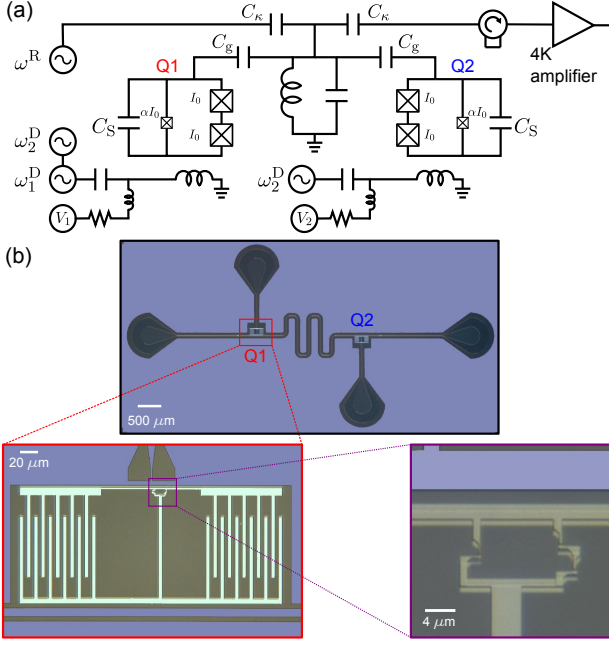 (a)
C_κ
C_κ
ω^R
C_g
C_g
4K
amplifier
Q1
Q2
I_0
αI_0
I_0
C_S
I_0
αI_0
I_0
C_S
ω_2^D
ω_1^D
ω_2^D
V_1
V_2
(b)
Q1
Q2
500 μm
20 μm
4 μm